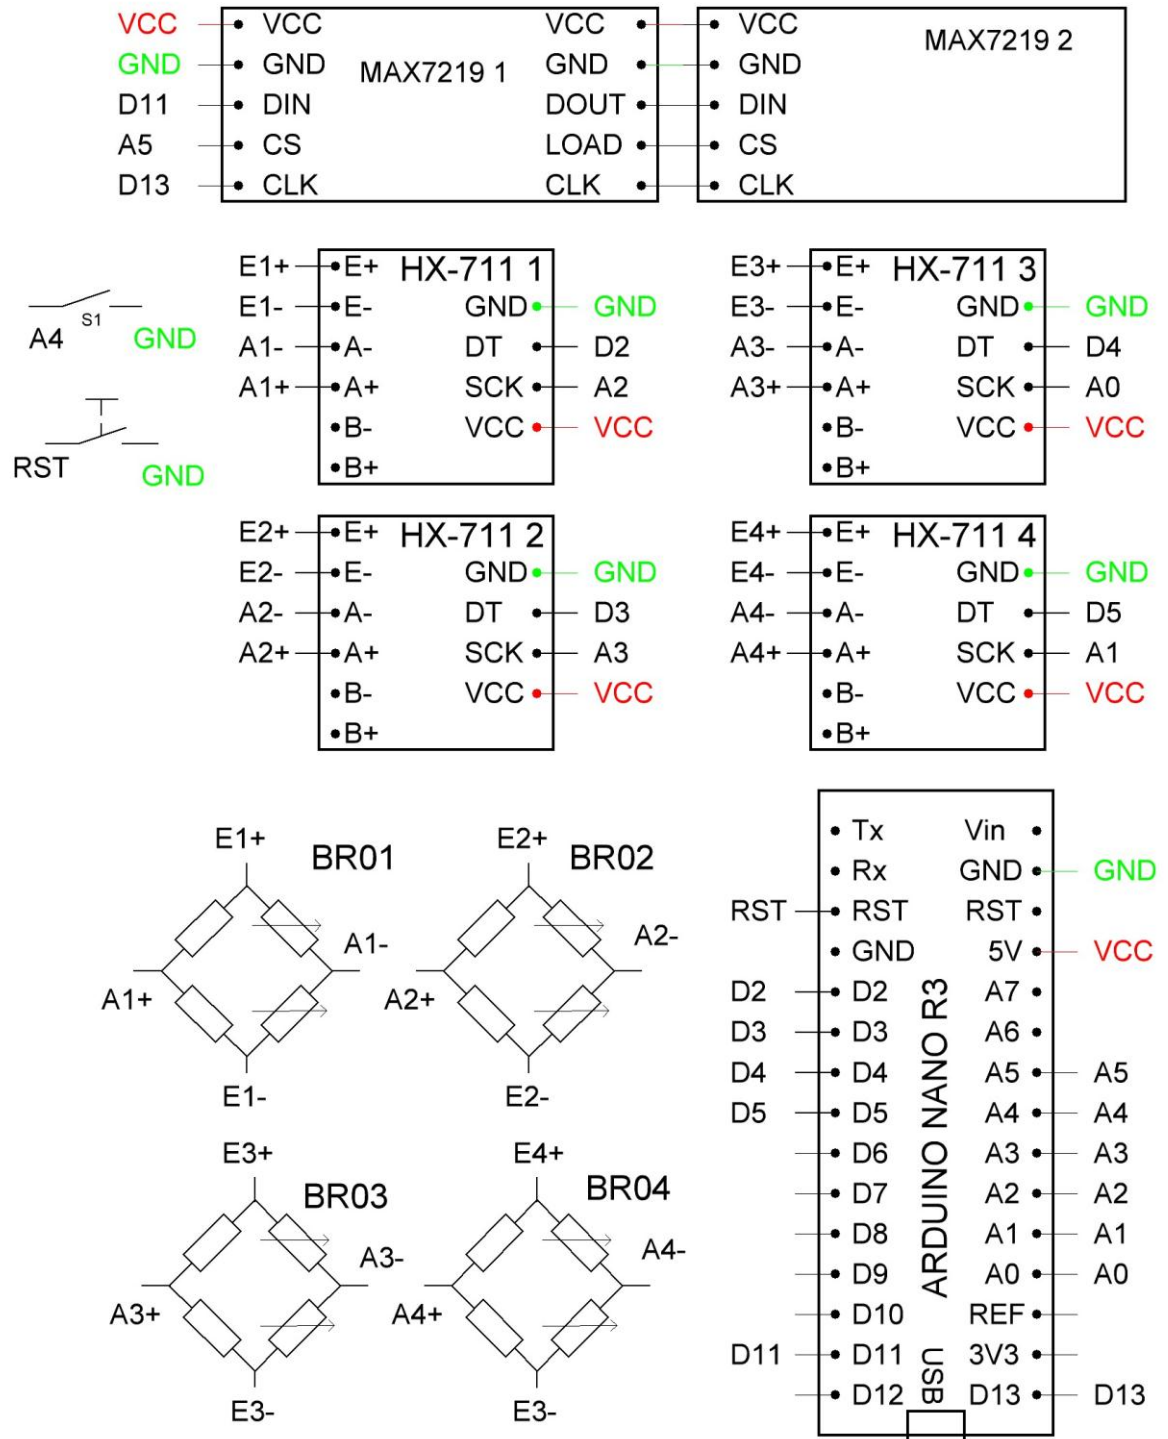 VCC VCC VCC VCC
GND GND MAX7219 1 GND GND MAX7219 2
D11 DIN DOUT DIN
A5 CS LOAD CS
D13 CLK CLK CLK
S1
A4 GND
RST GND
HX-711 1
E1+ E+
E1- E- GND GND
A1- A- DT D2
A1+ A+ SCK A2
B- VCC VCC
B+
HX-711 3
E3+ E+
E3- E- GND GND
A3- A- DT D4
A3+ A+ SCK A0
B- VCC VCC
B+
HX-711 2
E2+ E+
E2- E- GND GND
A2- A- DT D3
A2+ A+ SCK A3
B- VCC VCC
B+
HX-711 4
E4+ E+
E4- E- GND GND
A4- A- DT D5
A4+ A+ SCK A1
B- VCC VCC
B+
E1+
BR01
A1-
A1+
E1-
E2+
BR02
A2-
A2+
E2-
E3+
BR03
A3-
A3+
E3-
E4+
BR04
A4-
A4+
E3-
Tx Vin
Rx GND GND
RST RST RST
GND 5V VCC
D2 D2 A7
D3 D3 A6
D4 D4 A5 A5
D5 D5 A4 A4
D6 A3 A3
D7 A2 A2
D8 A1 A1
D9 A0 A0
D10 REF
D11 D11 3V3
D12 D13 D13
ARDUINO NANO R3
USB